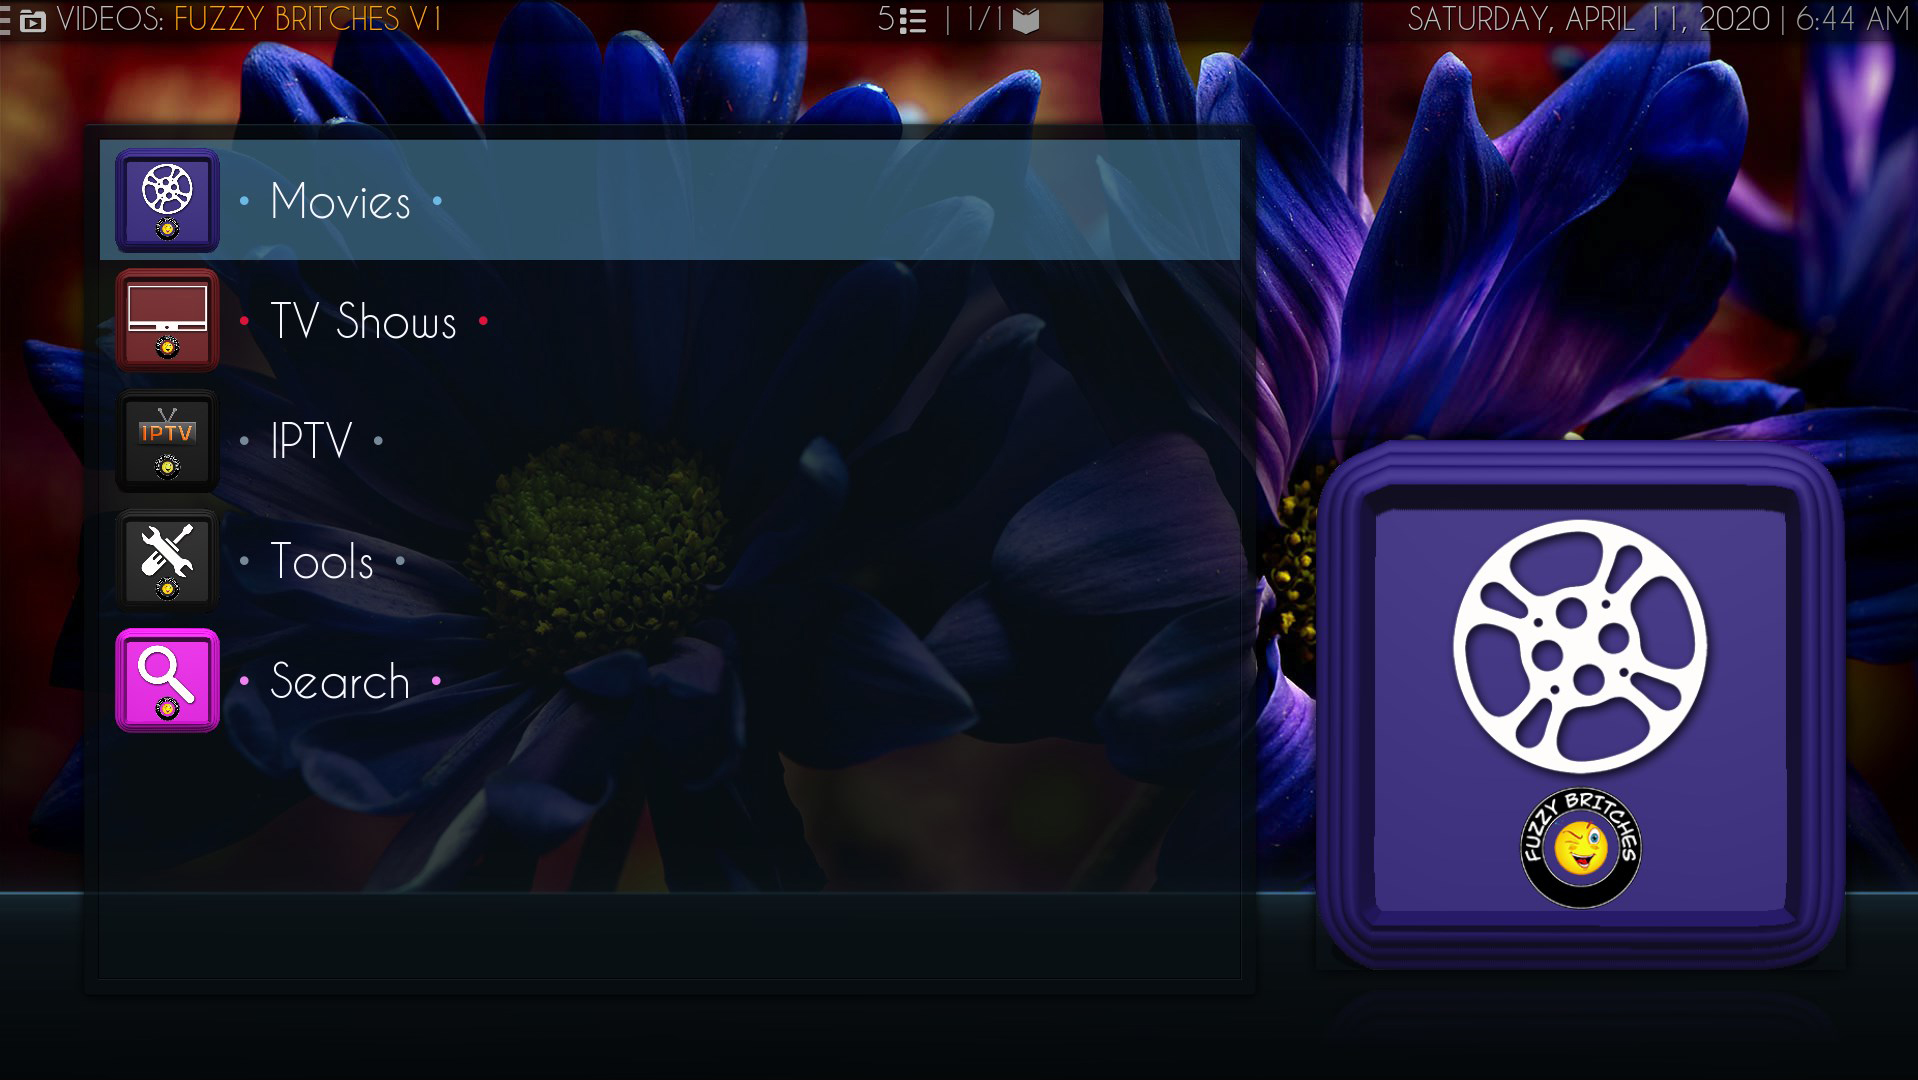 VIDEOS: FUZZY BRITCHES V1
5 | 1/1
SATURDAY, APRIL 11, 2020 | 6:44 AM
• Movies •
• TV Shows •
IPTV
• IPTV •
• Tools •
• Search •
FUZZY BRITCHES